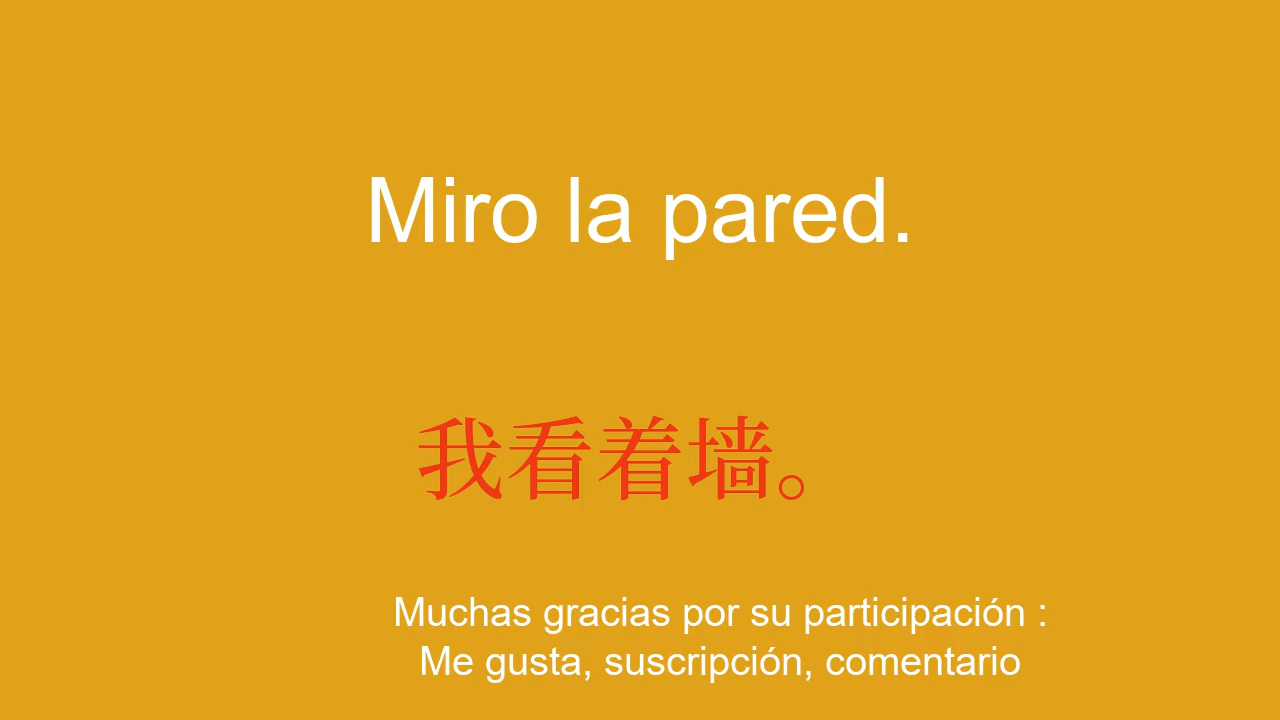 Miro la pared.
我看着墙。
Muchas gracias por su participación :
Me gusta, suscripción, comentario